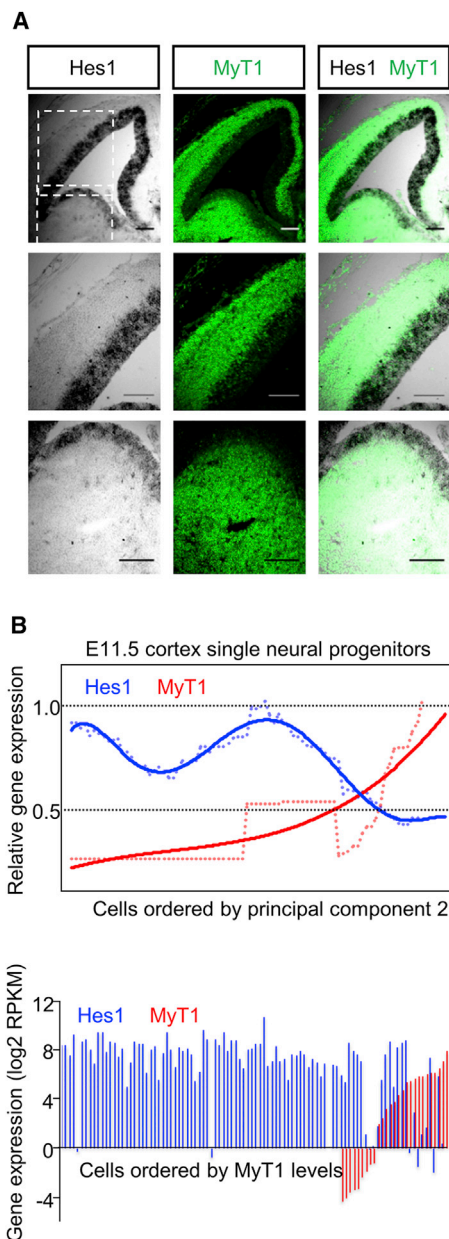 A
Hes1
MyT1
Hes1 MyT1
B
E11.5 cortex single neural progenitors
Hes1 MyT1
1.0
0.5
Relative gene expression
Cells ordered by principal component 2
Hes1 MyT1
12
8
4
0
-4
Gene expression (log2 RPKM)
Cells ordered by MyT1 levels